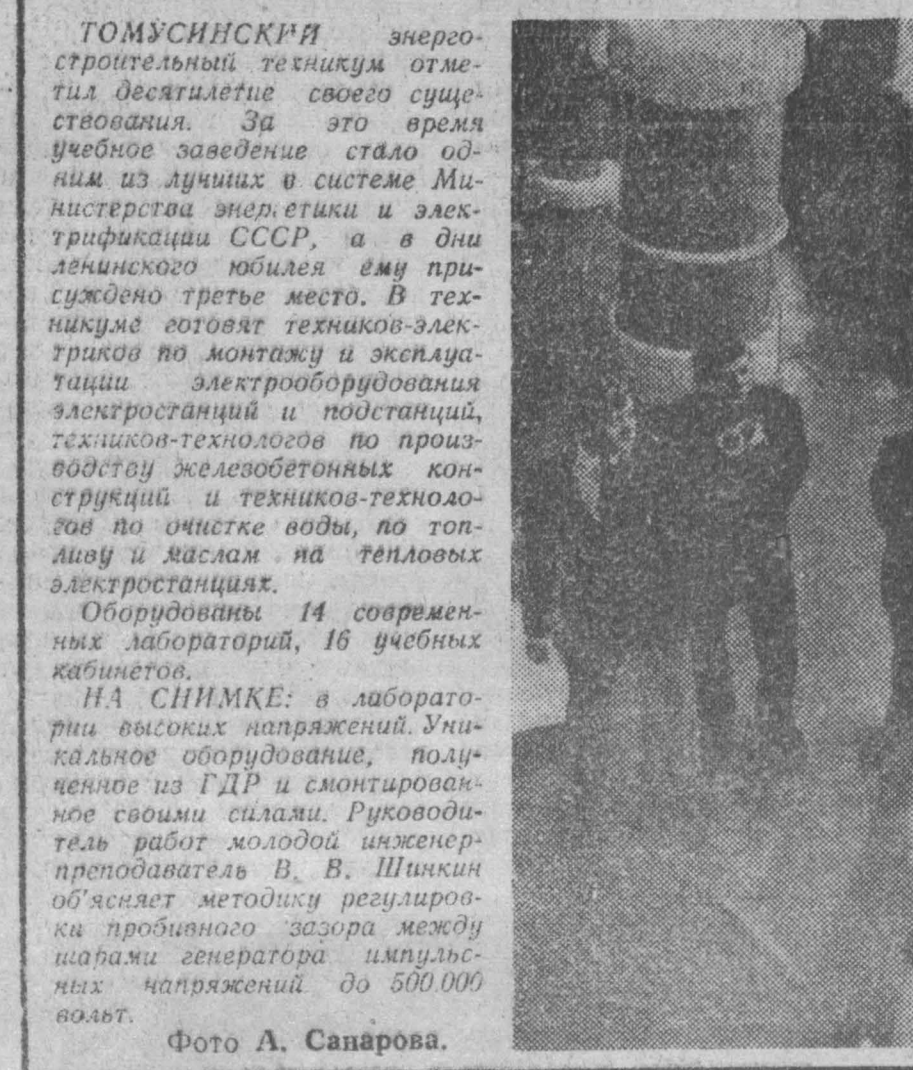 ТОМУСИНСКИЙ энерго-
строительный техникум отме-
тил десятилетие своего суще-
ствования. За это время
учебное заведение стало од-
ним из лучших в системе Ми-
нистерства энергетики и элек-
трификации СССР, а в дни
ленинского юбилея ему при-
суждено третье место. В тех-
никуме готовят техников-элек-
триков по монтажу и эксплуа-
тации электрооборудования
электростанций и подстанций,
техников-технологов по произ-
водству железобетонных кон-
струкций и техников-техноло-
гов по очистке воды, по топ-
ливу и маслам на тепловых
электростанциях.
Оборудованы 14 современ-
ных лабораторий, 16 учебных
кабинетов.
НА СНИМКЕ: в лаборато-
рии высоких напряжений. Уни-
кальное оборудование, полу-
ченное из ГДР и смонтирован-
ное своими силами. Руководи-
тель работ молодой инженер-
преподаватель В. В. Шинкин
об'ясняет методику регулиров-
ки пробивного зазора между
шарами генератора импульс-
ных напряжений до 500.000
вольт.
Фото А. Санарова.